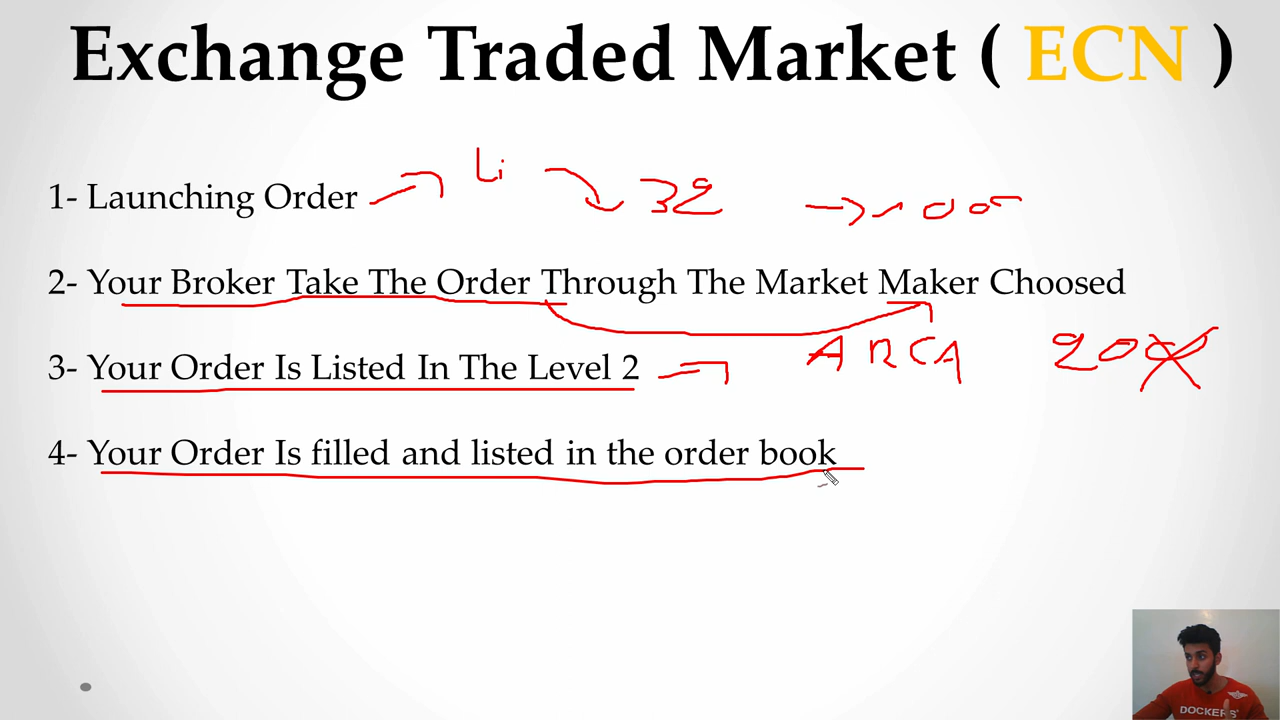 Exchange Traded Market ( ECN )
1- Launching Order Li 32
2- Your Broker Take The Order Through The Market Maker Choosed
3- Your Order Is Listed In The Level 2 ARCA
4- Your Order Is filled and listed in the order book
DOCKERS